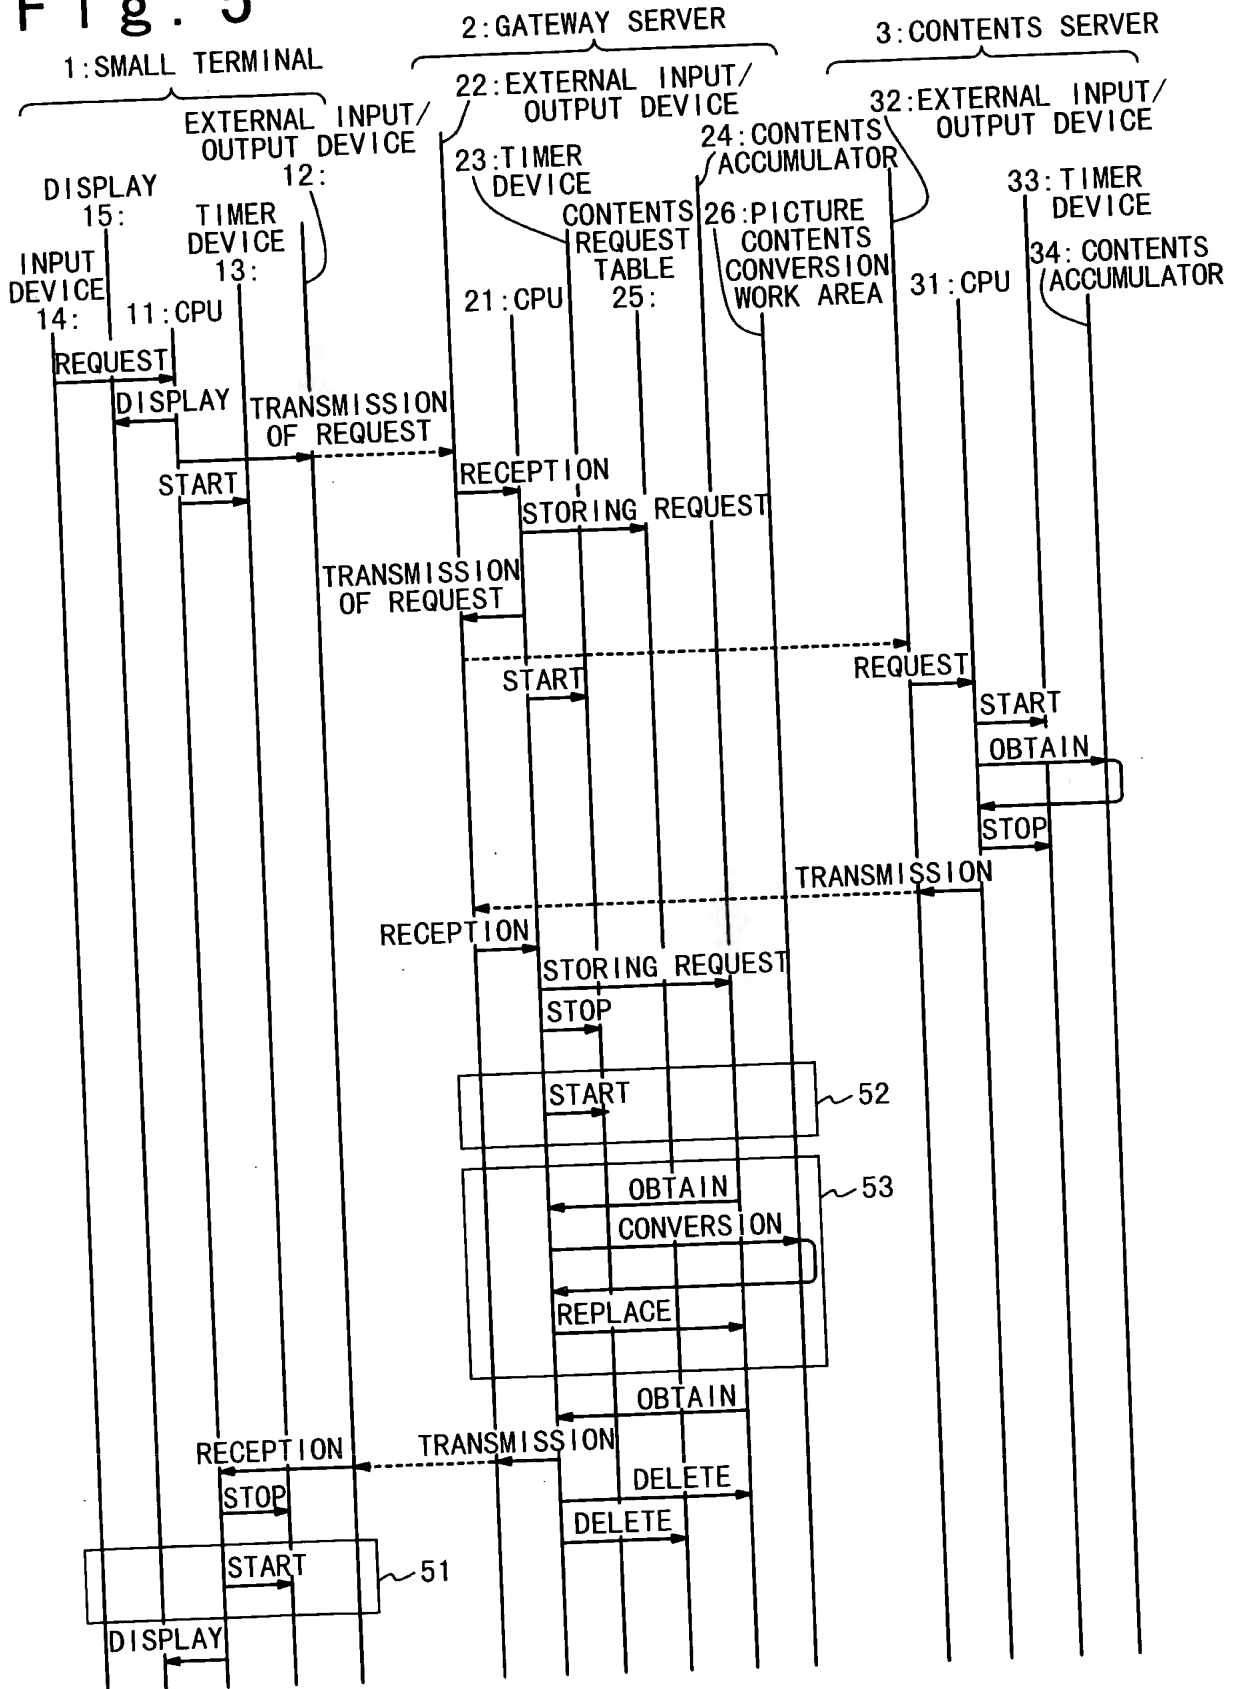 Fig. 5
1:SMALL TERMINAL
2:GATEWAY SERVER
3:CONTENTS SERVER
INPUT
DEVICE
14:
DISPLAY
15:
11:CPU
TIMER
DEVICE
13:
EXTERNAL INPUT/
OUTPUT DEVICE
12:
22:EXTERNAL INPUT/
OUTPUT DEVICE
21:CPU
23:TIMER
DEVICE
CONTENTS
REQUEST
TABLE
25:
24:CONTENTS
ACCUMULATOR
26:PICTURE
CONTENTS
CONVERSION
WORK AREA
32:EXTERNAL INPUT/
OUTPUT DEVICE
31:CPU
33:TIMER
DEVICE
34:CONTENTS
ACCUMULATOR
REQUEST
DISPLAY
TRANSMISSION
OF REQUEST
START
RECEPTION
STORING REQUEST
TRANSMISSION
OF REQUEST
START
REQUEST
START
OBTAIN
STOP
TRANSMISSION
RECEPTION
STORING REQUEST
STOP
START
52
OBTAIN
53
CONVERSION
REPLACE
OBTAIN
TRANSMISSION
RECEPTION
DELETE
STOP
DELETE
START
51
DISPLAY